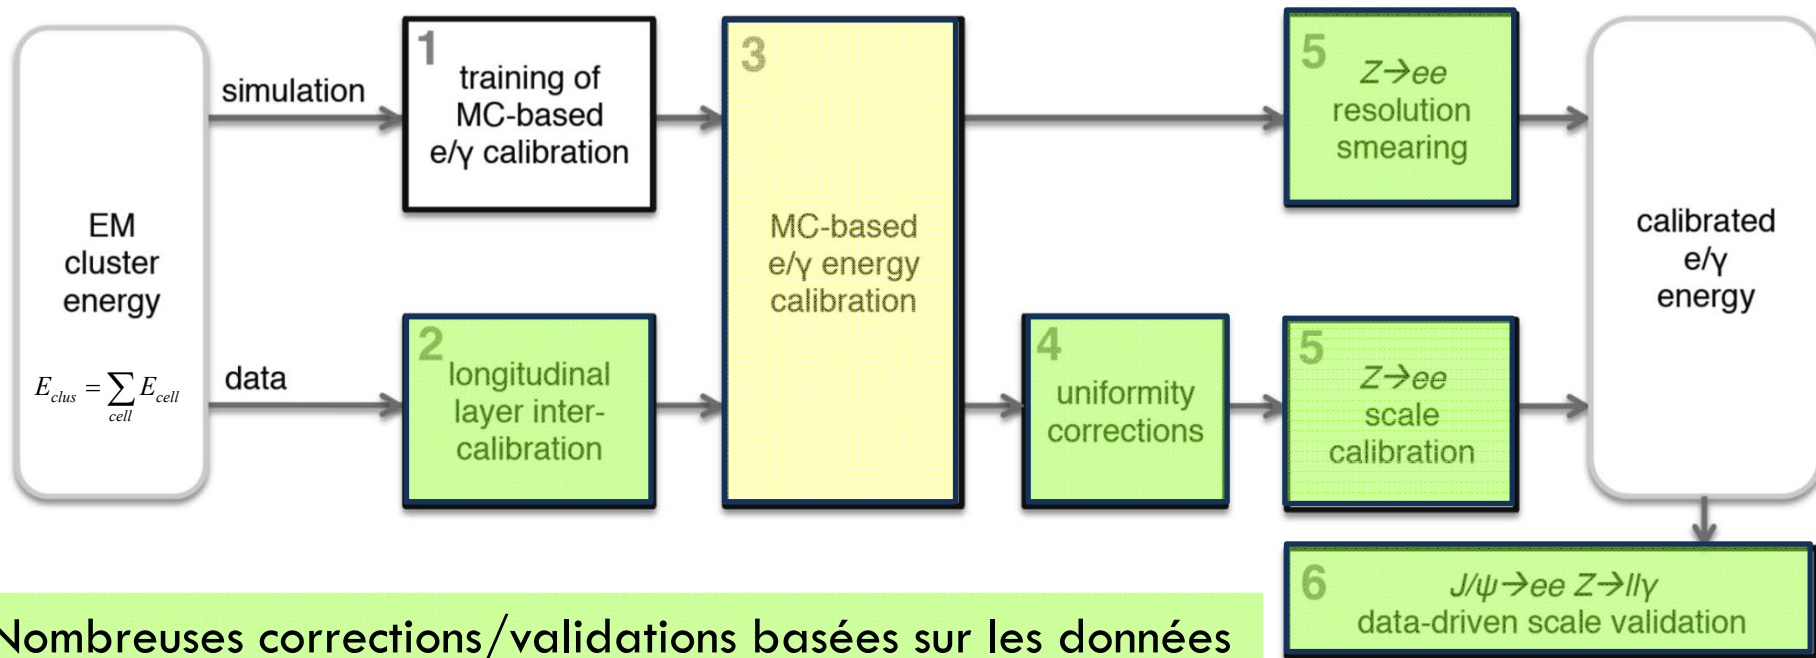 EM
cluster
energy
E_clus = ∑_cell E_cell
simulation
data
1
training of
MC-based
e/γ calibration
2
longitudinal
layer inter-
calibration
3
MC-based
e/γ energy
calibration
4
uniformity
corrections
5
Z→ee
resolution
smearing
5
Z→ee
scale
calibration
calibrated
e/γ
energy
6
J/ψ→ee Z→llγ
data-driven scale validation
Nombreuses corrections/validations basées sur les données